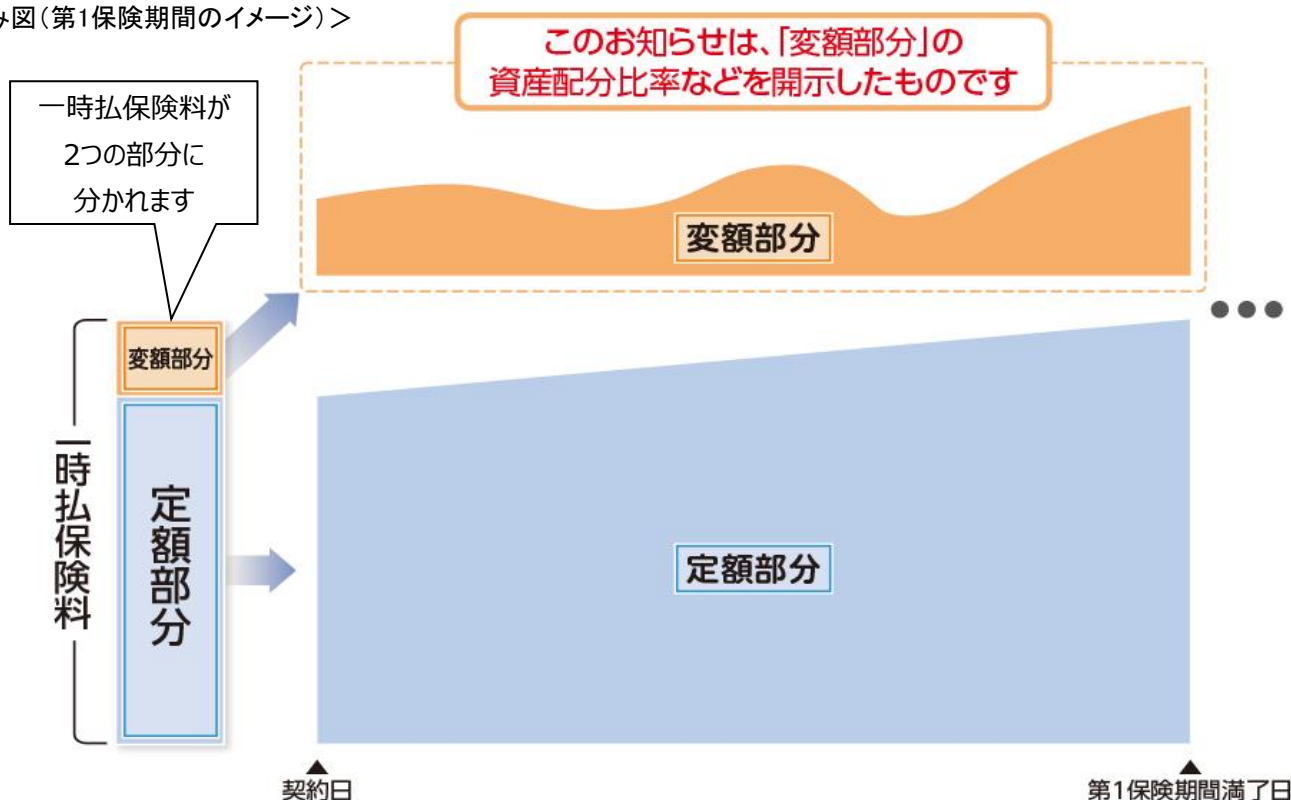 み図(第1保険期間のイメージ)>
このお知らせは、「変額部分」の
資産配分比率などを開示したものです
一時払保険料が
2つの部分に
分かれます
変額部分
変額部分
一時払保険料
定額部分
定額部分
契約日
第1保険期間満了日